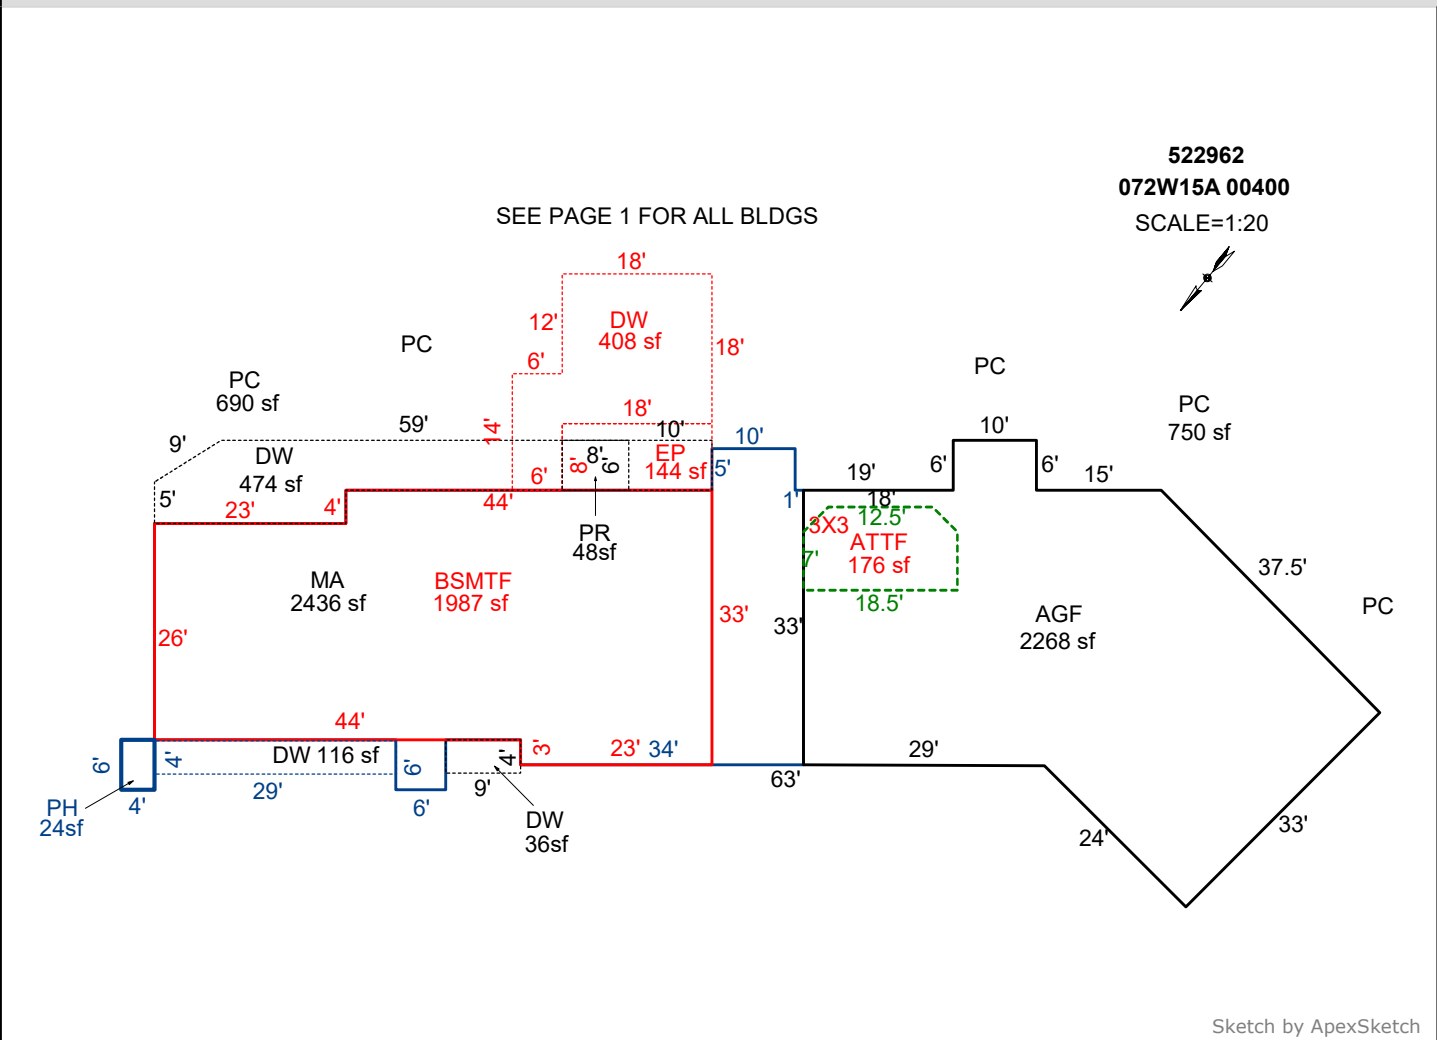 522962
072W15A 00400
SCALE=1:20
SEE PAGE 1 FOR ALL BLDGS
18'
12'
DW
408 sf
18'
6'
PC
PC
690 sf
PC
PC
750 sf
9'
59'
14'
18'
10'
10'
10'
DW
474 sf
5'
8'
8'
6'
EP
144 sf
5'
6'
6'
19'
15'
6'
23'
4'
44'
1'
18'
12.5'
3X3
ATTF
176 sf
7'
18.5'
PR
48sf
37.5'
MA
2436 sf
BSMTF
1987 sf
PC
26'
33'
33'
AGF
2268 sf
44'
6'
4'
DW 116 sf
6'
4'
3'
23'
34'
63'
29'
29'
9'
4'
6'
PH
24sf
DW
36sf
24'
33'
Sketch by ApexSketch